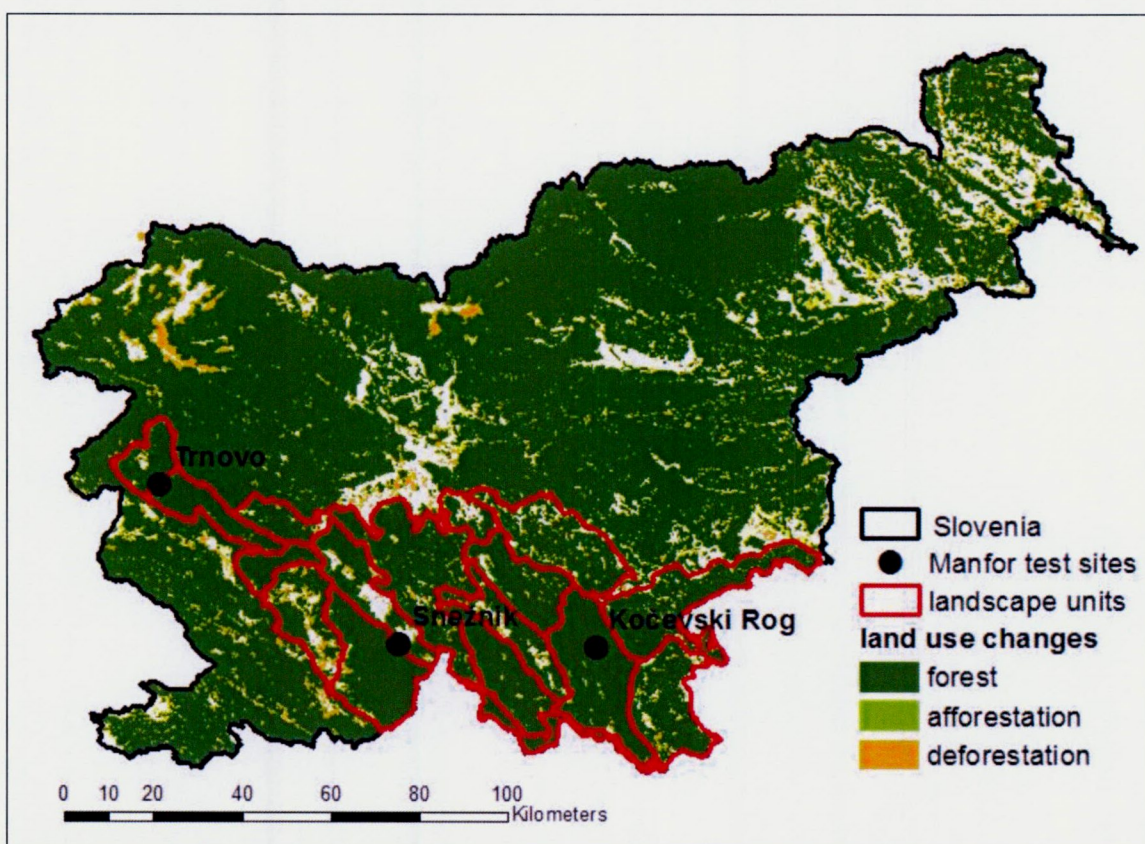 Trnovo
Snežnik
Kočevski Rog
Slovenia
Manfor test sites
landscape units
land use changes
forest
afforestation
deforestation
0 10 20 40 60 80 100
Kilometers